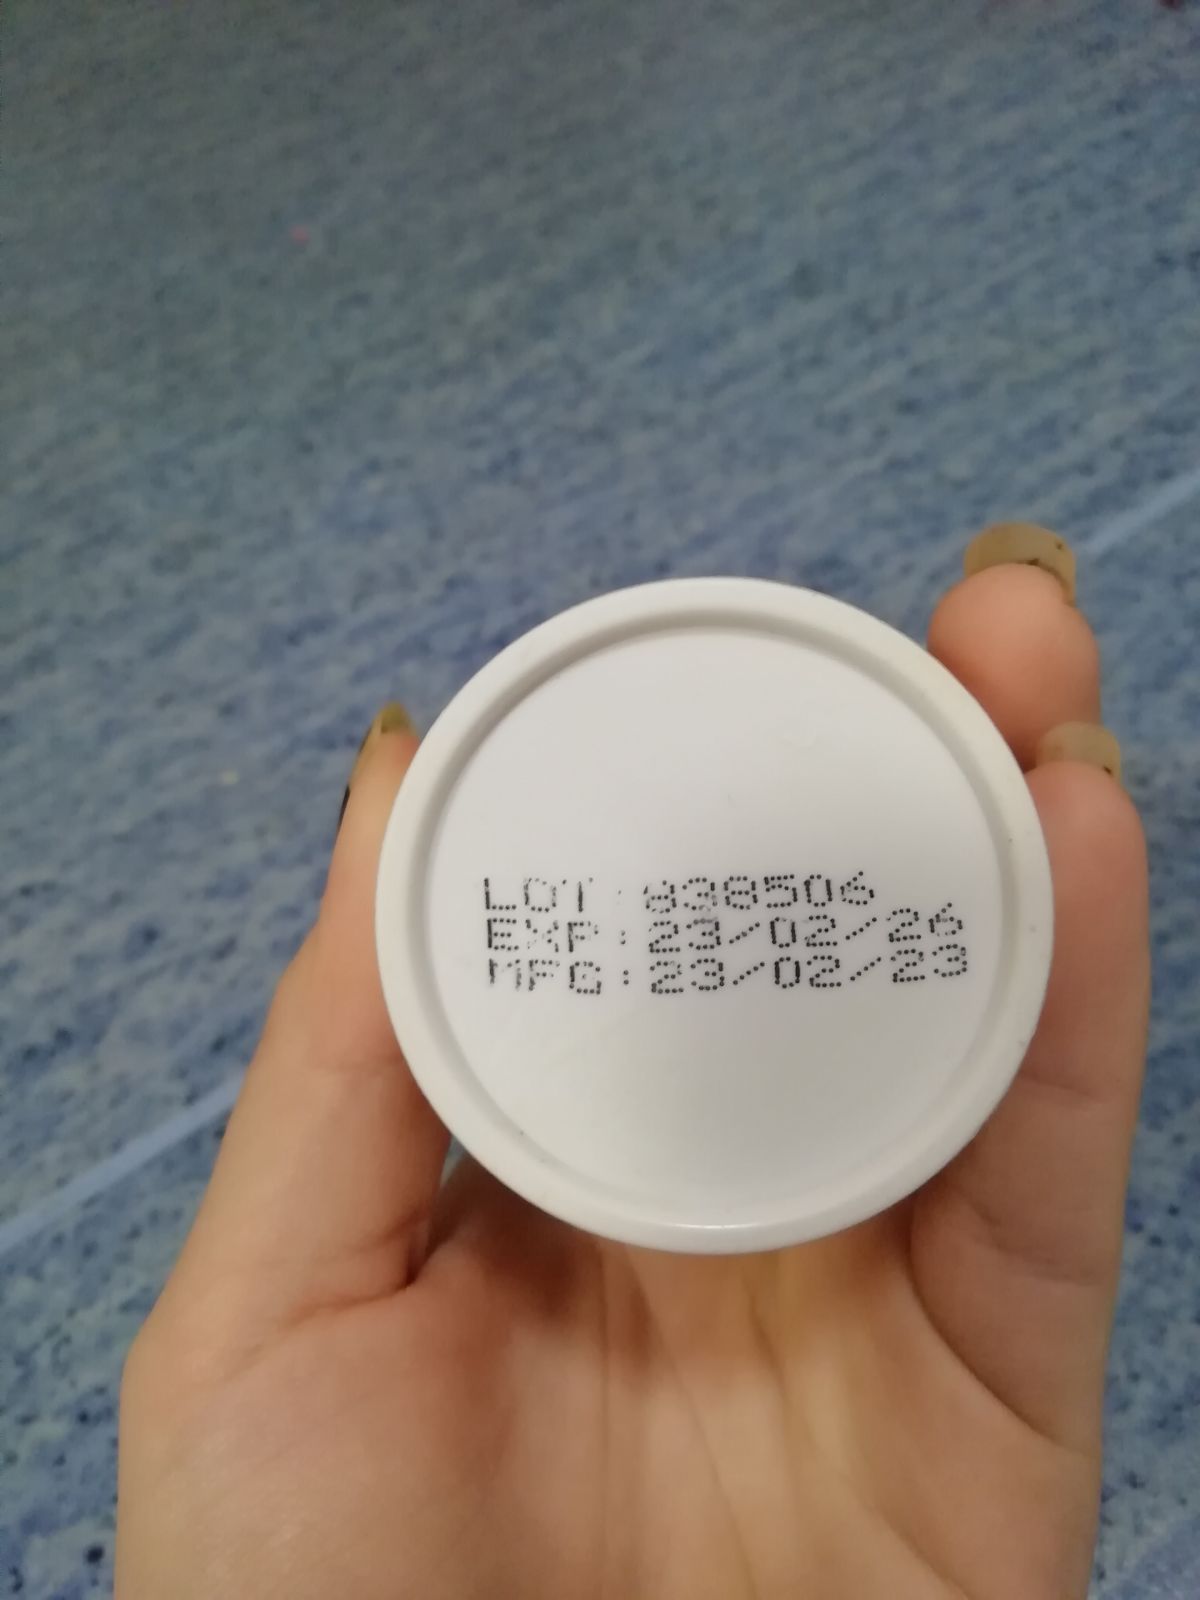 LOT : 838506
EXP : 23/02/26
MFG : 23/02/23